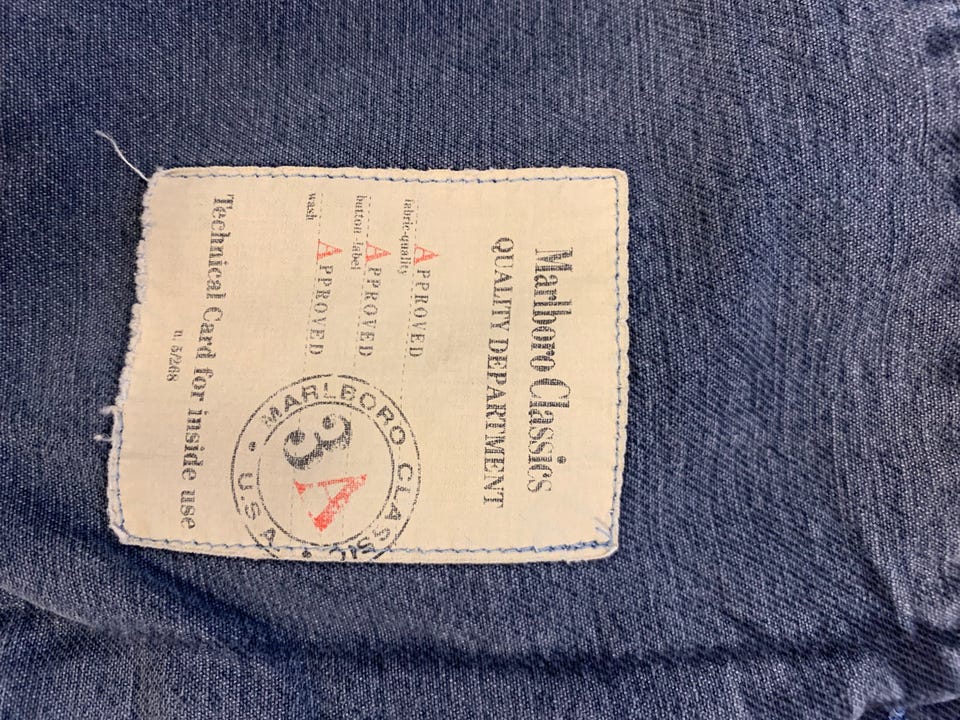 Marlboro Classics
QUALITY DEPARTMENT
fabric-quality
APPROVED
button-label
APPROVED
wash
APPROVED
MARLBORO CLASSIC
U.S.A
3 A
Technical Card for inside use
n. 5/268